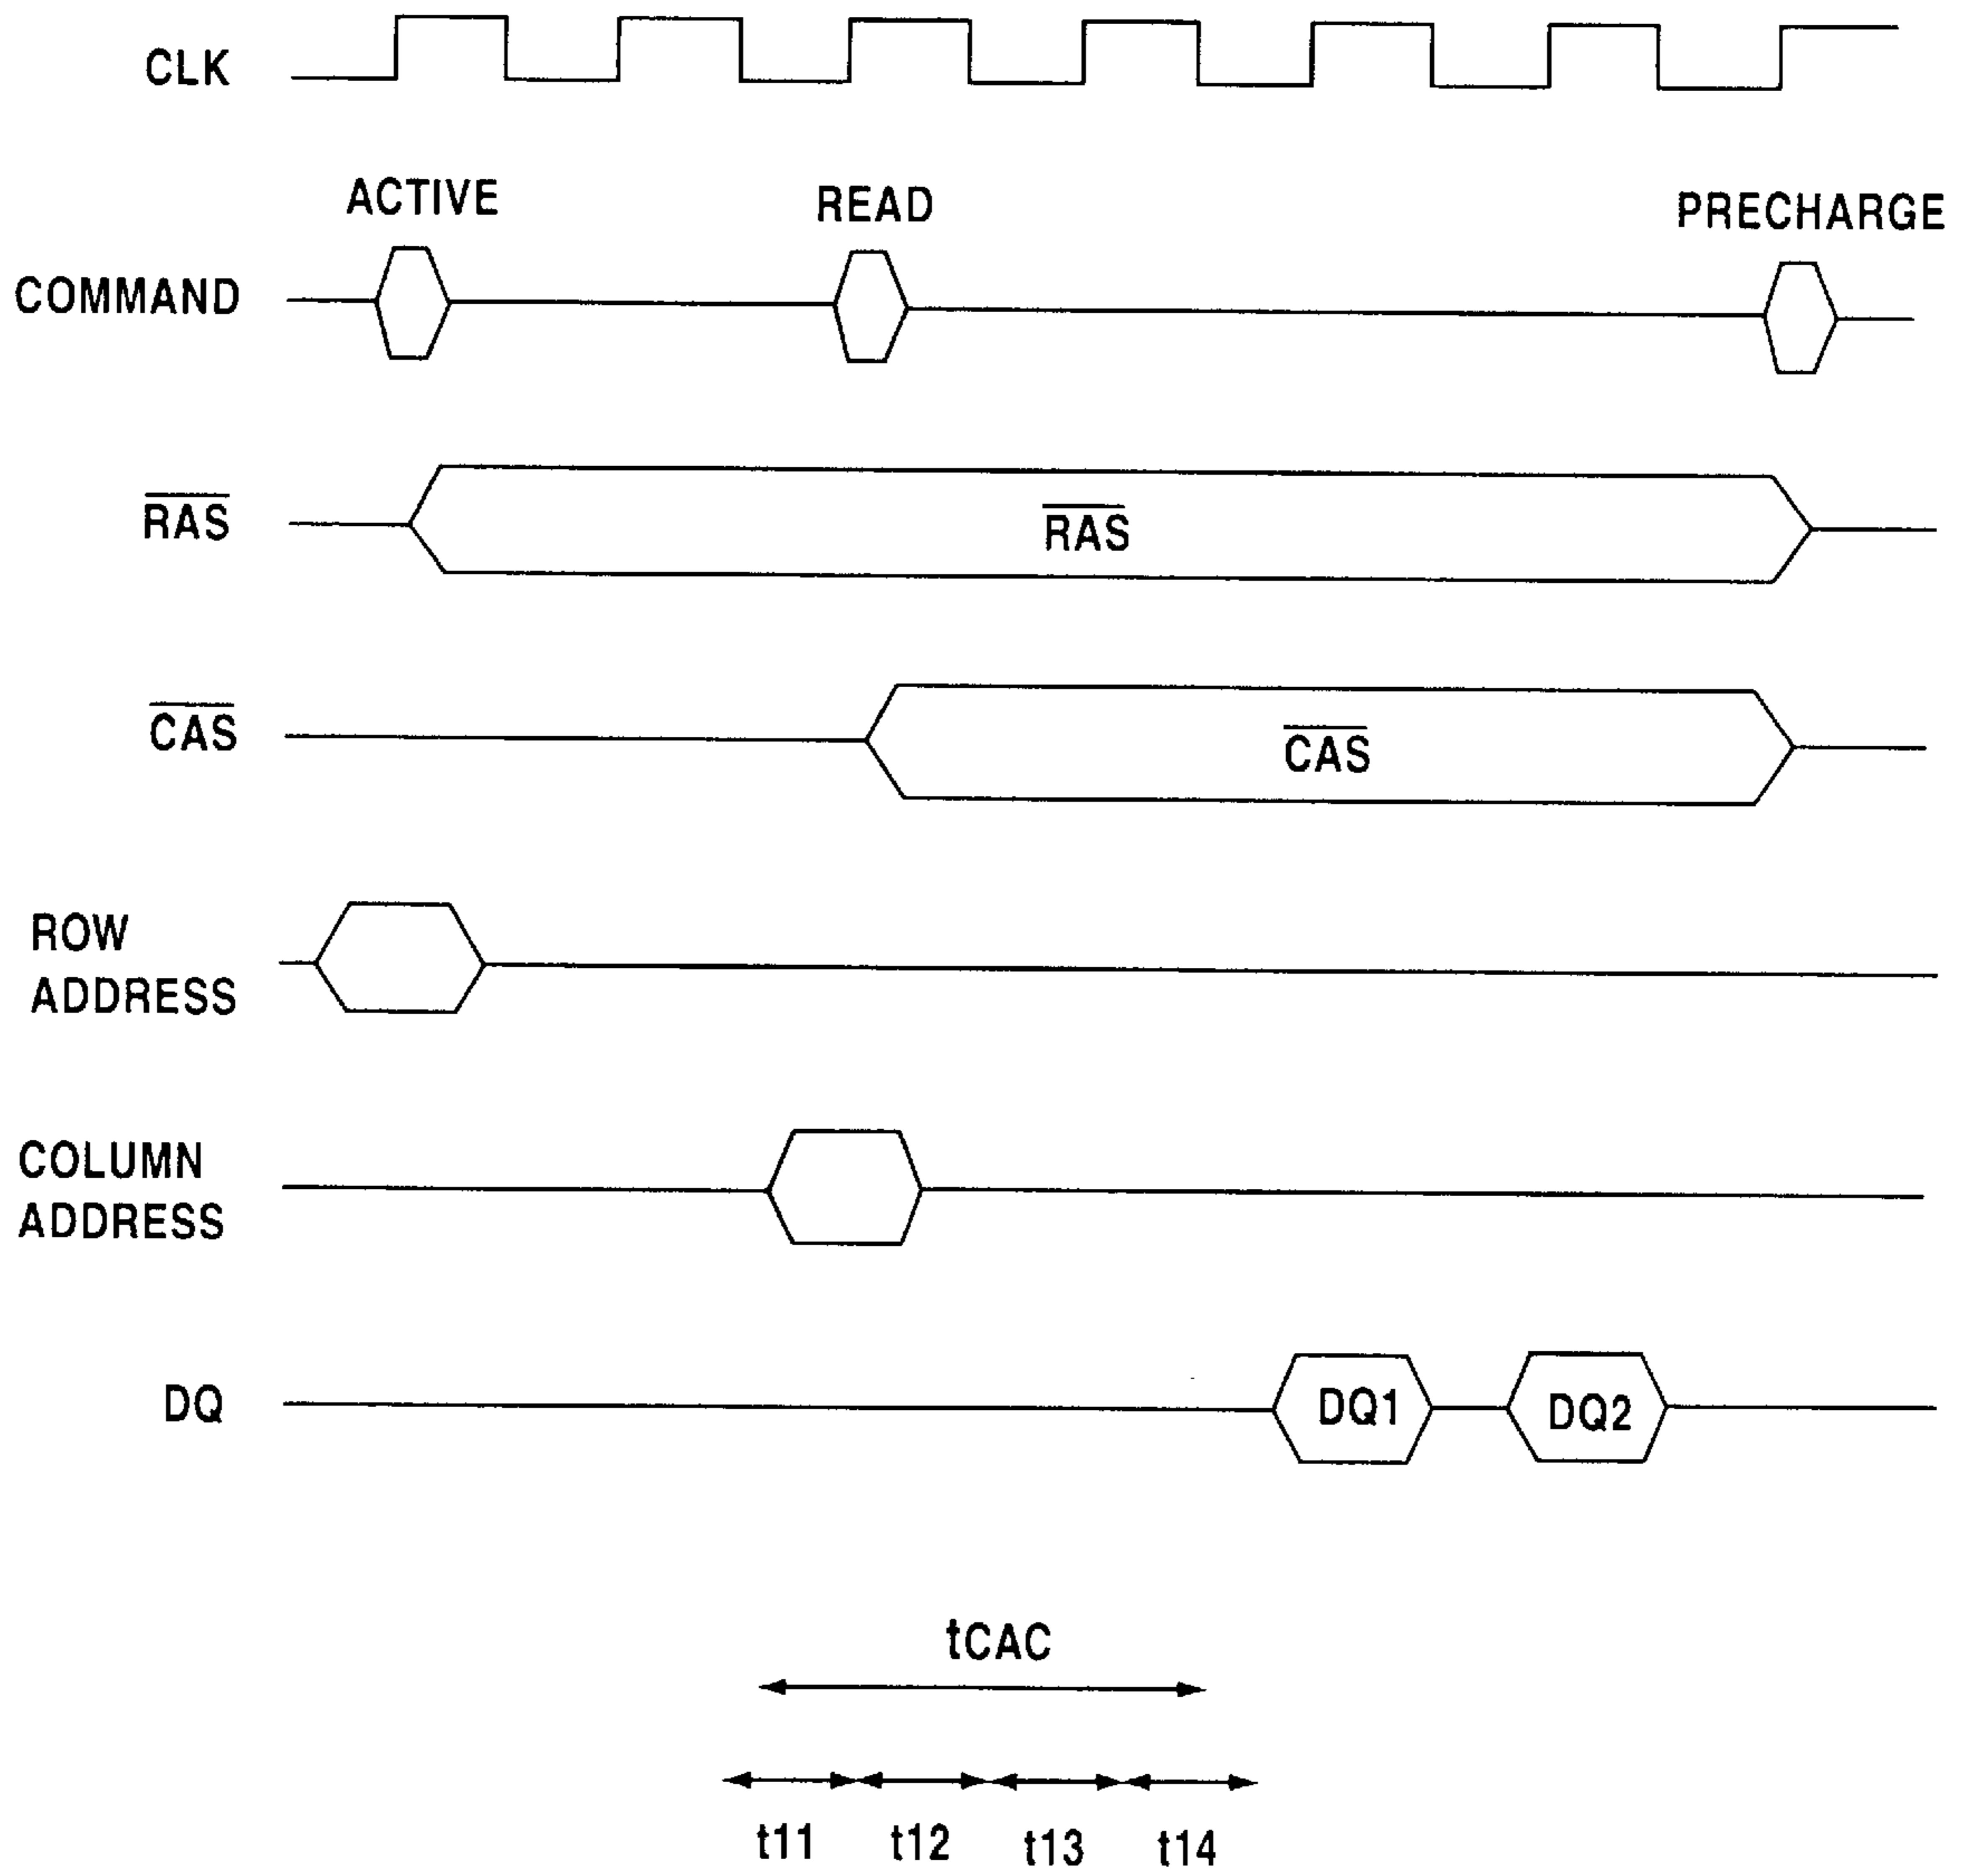 CLK
ACTIVE
READ
PRECHARGE
COMMAND
RAS
RAS
CAS
CAS
ROW
ADDRESS
COLUMN
ADDRESS
DQ
DQ1
DQ2
tCAC
t11
t12
t13
t14